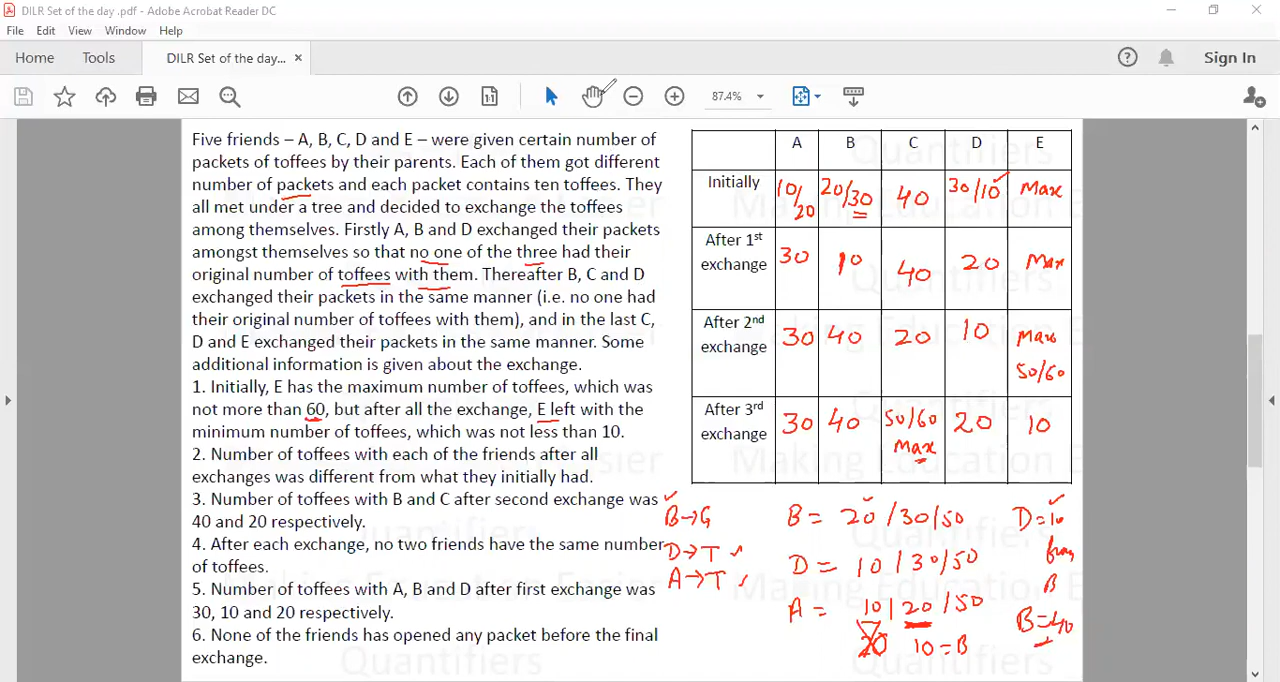 DILR Set of the day .pdf - Adobe Acrobat Reader DC
File Edit View Window Help
Home Tools DILR Set of the day... × Sign In
87.4%
Five friends – A, B, C, D and E – were given certain number of
packets of toffees by their parents. Each of them got different
number of packets and each packet contains ten toffees. They
all met under a tree and decided to exchange the toffees
among themselves. Firstly A, B and D exchanged their packets
amongst themselves so that no one of the three had their
original number of toffees with them. Thereafter B, C and D
exchanged their packets in the same manner (i.e. no one had
their original number of toffees with them), and in the last C,
D and E exchanged their packets in the same manner. Some
additional information is given about the exchange.
1. Initially, E has the maximum number of toffees, which was
not more than 60, but after all the exchange, E left with the
minimum number of toffees, which was not less than 10.
2. Number of toffees with each of the friends after all
exchanges was different from what they initially had.
3. Number of toffees with B and C after second exchange was
40 and 20 respectively.
4. After each exchange, no two friends have the same number
of toffees.
5. Number of toffee with A, B and D after first exchange was
30, 10 and 20 respectively.
6. None of the friends has opened any packet before the final
exchange.
A B C D E
Initially 10/20 20/30 40 30/10 Max
After 1st
exchange 30 10 40 20 Max
After 2nd
exchange 30 40 20 10 Max
50/60
After 3rd
exchange 30 40 50/60 20 10
Max
B→G B = 20/30/50 D=10
D→T D = 10/30/50 from
A→T A = 10/20/50 B
20 10=B B=40
Making Education Easier
Quantifiers